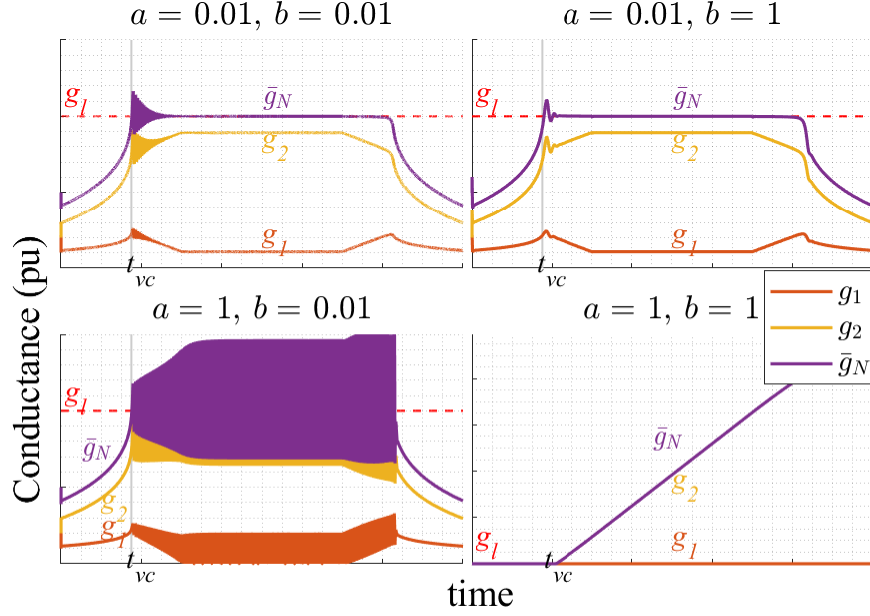 a = 0.01, b = 0.01
a = 0.01, b = 1
g_l
ḡ_N
g_2
g_1
t_vc
g_l
ḡ_N
g_2
g_1
t_vc
a = 1, b = 0.01
a = 1, b = 1
g_l
ḡ_N
g_2
g_1
t_vc
g_l
ḡ_N
g_2
g_1
t_vc
g_1
g_2
ḡ_N
Conductance (pu)
time